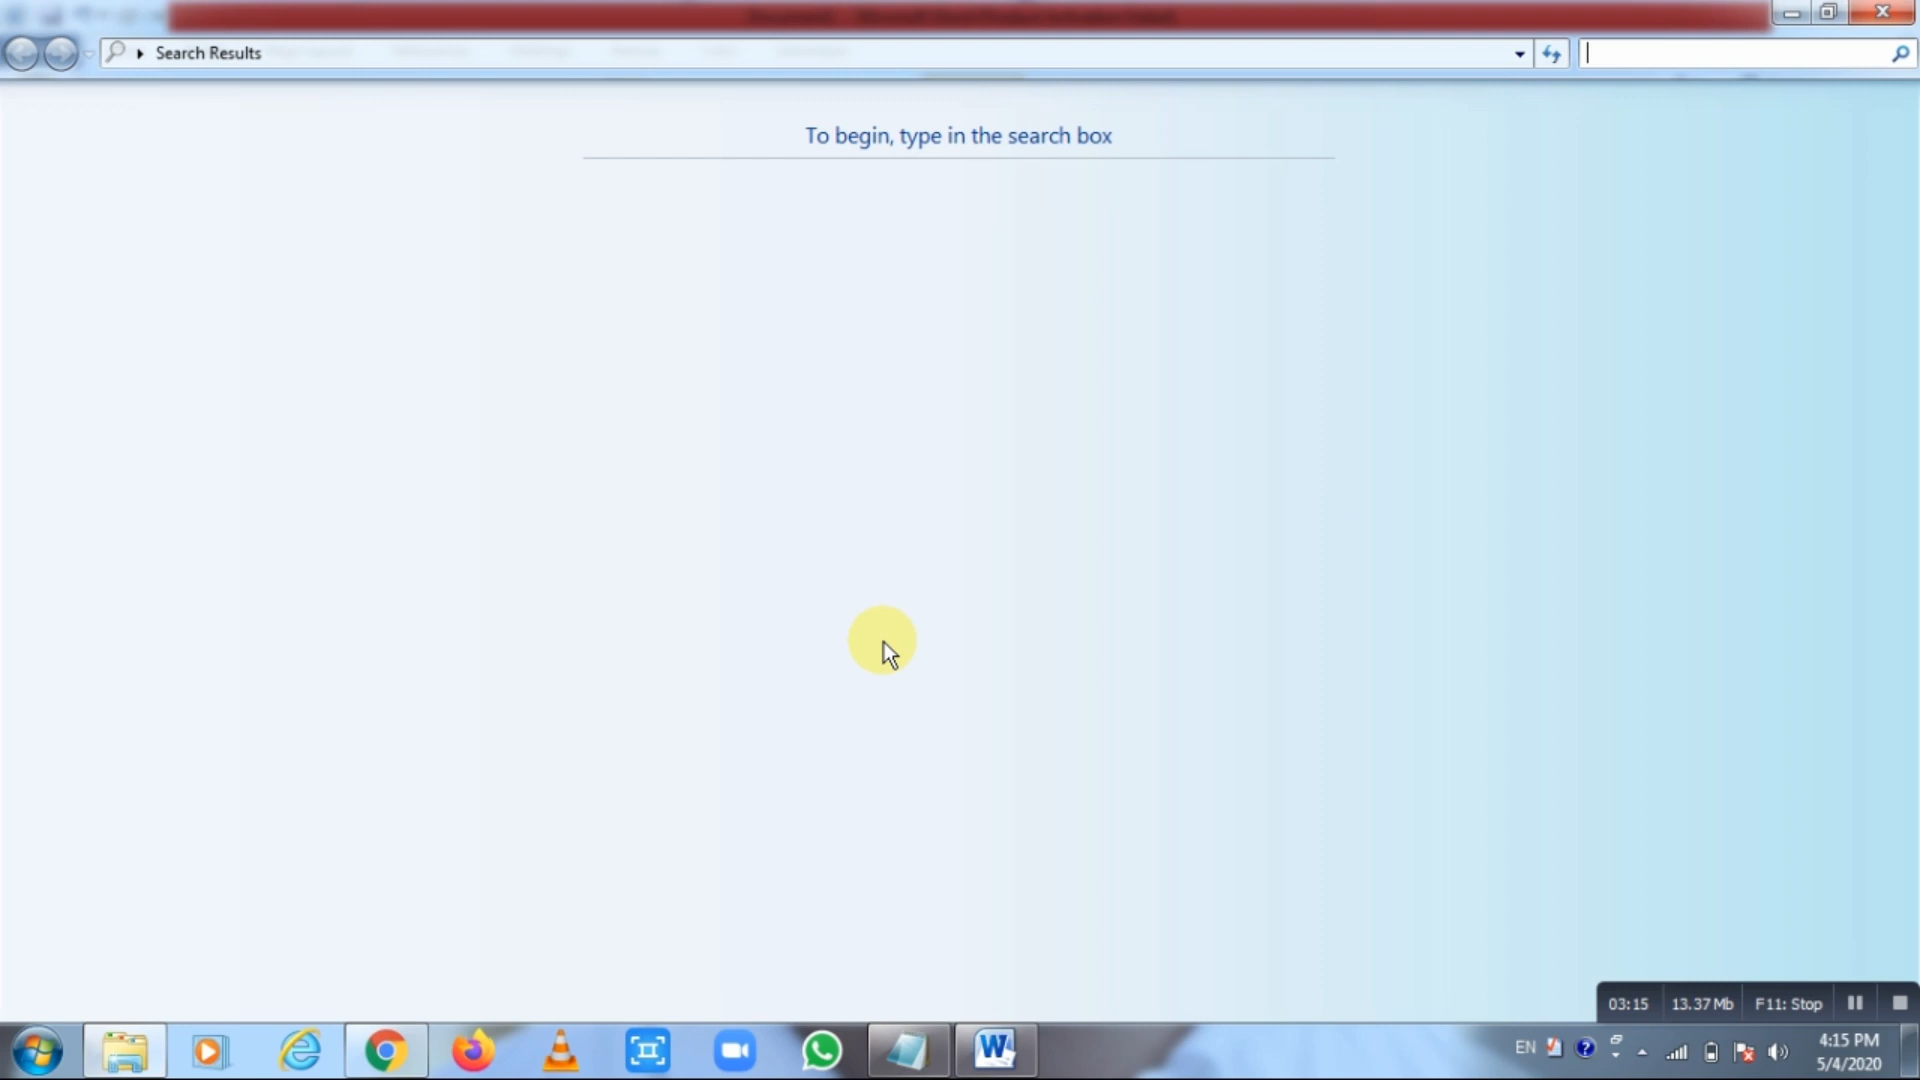 Search Results
To begin, type in the search box
03:15 13.37 Mb F11: Stop
EN
4:15 PM
5/4/2020